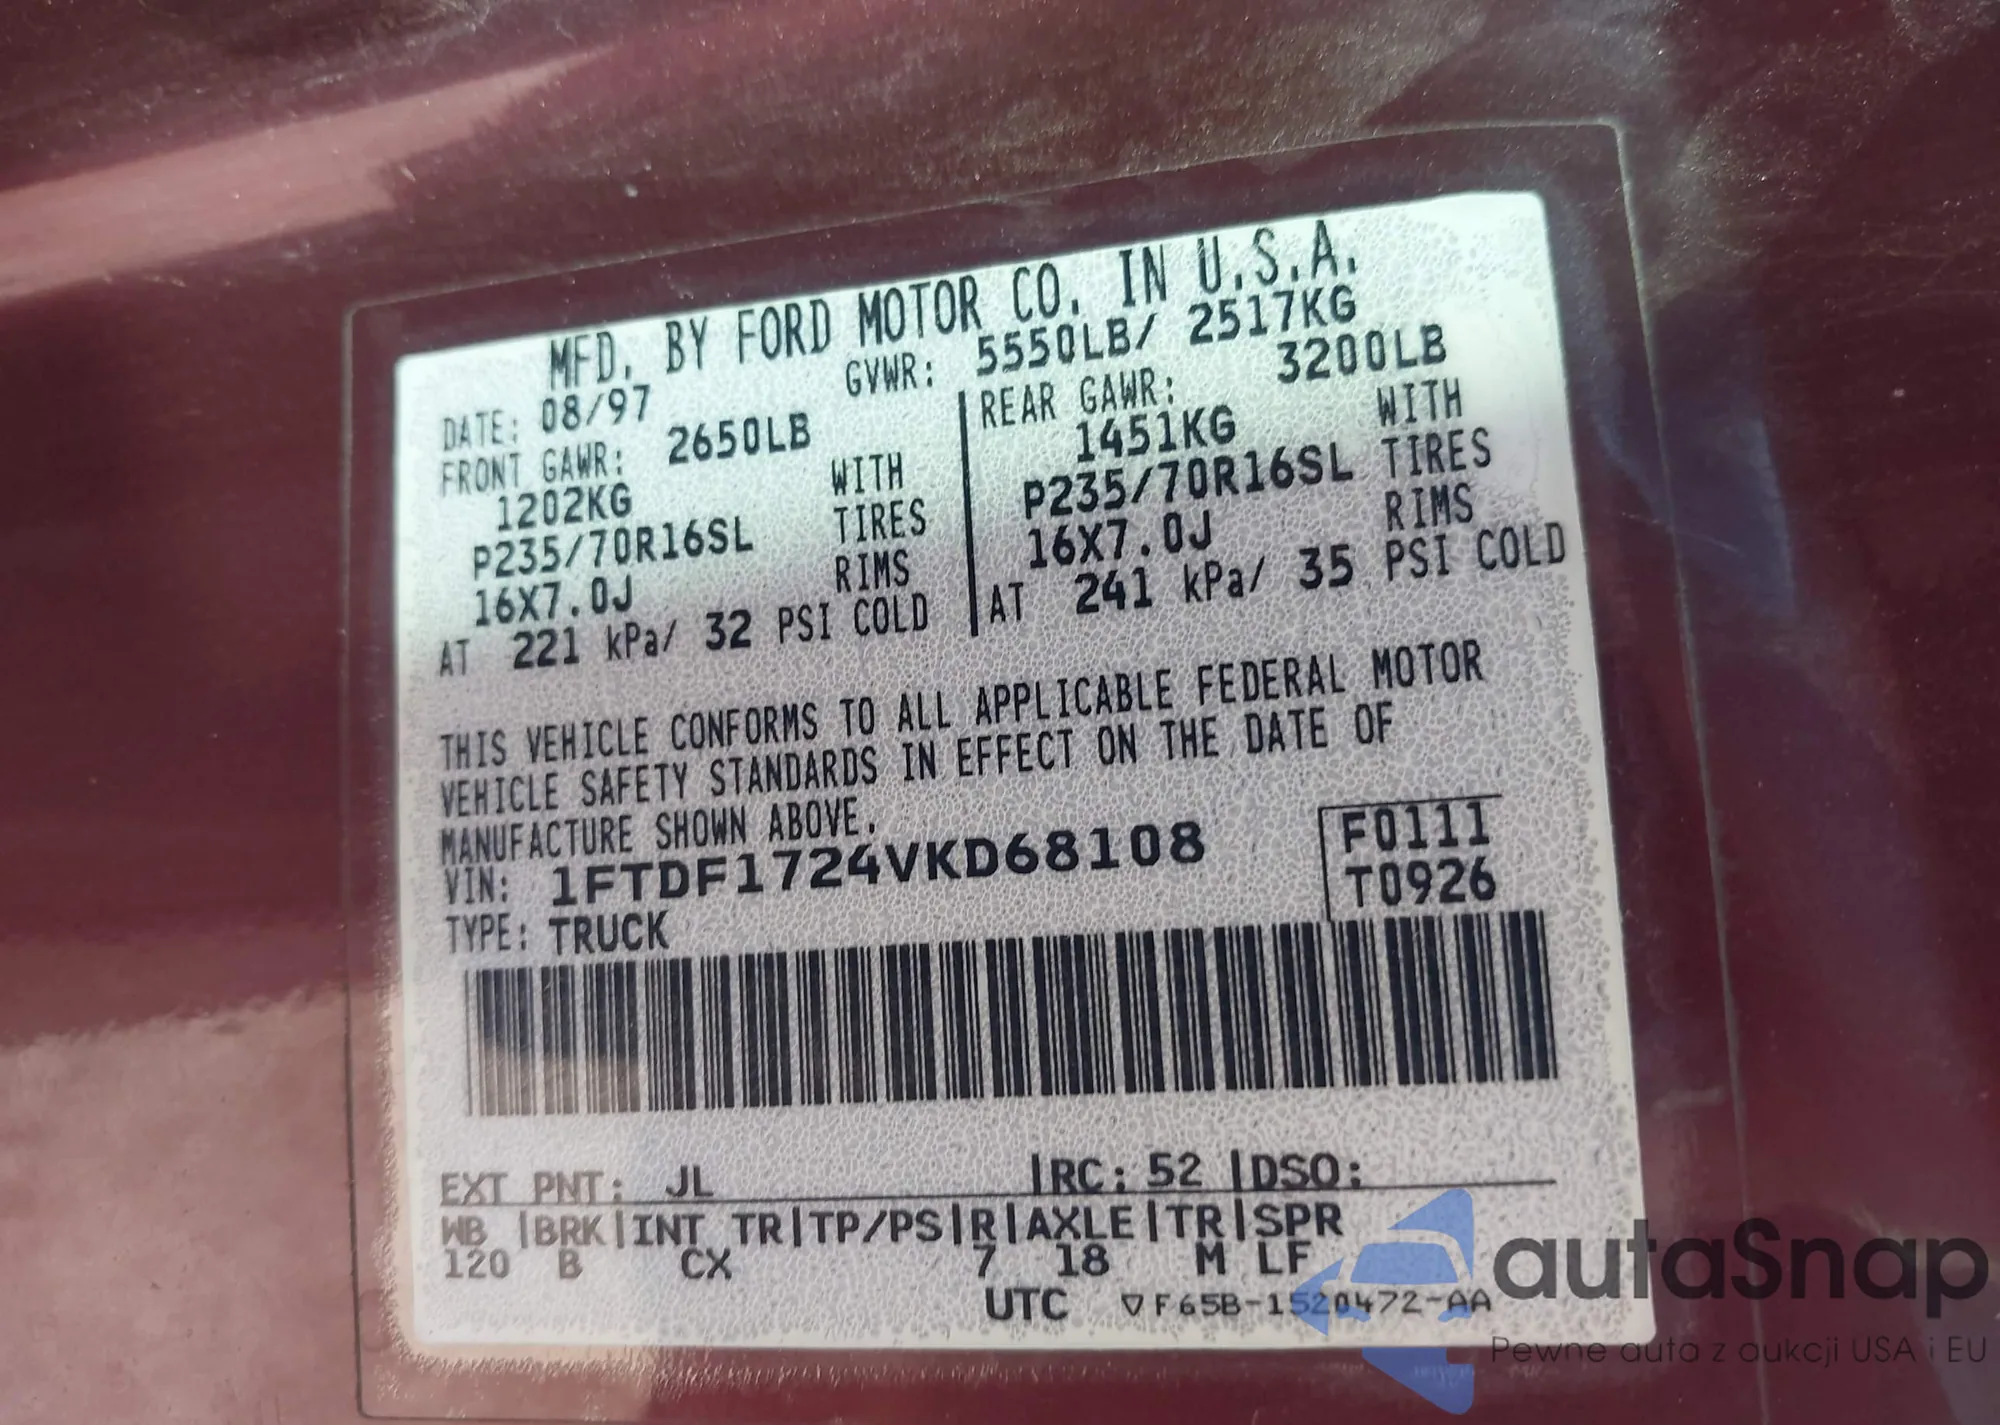 MFD. BY FORD MOTOR CO. IN U.S.A.
DATE: 08/97 GVWR: 5550LB/ 2517KG
FRONT GAWR: 2650LB REAR GAWR: 3200LB
1202KG WITH 1451KG WITH
P235/70R16SL TIRES P235/70R16SL TIRES
16X7.0J RIMS 16X7.0J RIMS
AT 221 kPa/ 32 PSI COLD AT 241 kPa/ 35 PSI COLD
THIS VEHICLE CONFORMS TO ALL APPLICABLE FEDERAL MOTOR
VEHICLE SAFETY STANDARDS IN EFFECT ON THE DATE OF
MANUFACTURE SHOWN ABOVE.
VIN: 1FTDF1724VKD68108 F0111
TYPE: TRUCK T0926
EXT PNT: JL |RC: 52 |DSO:
WB |BRK|INT TR|TP/PS|R|AXLE|TR|SPR
120 B CX 7 18 M LF
UTC ▽F65B-1520472-AA
autaSnap
Pewne auta z aukcji USA i EU